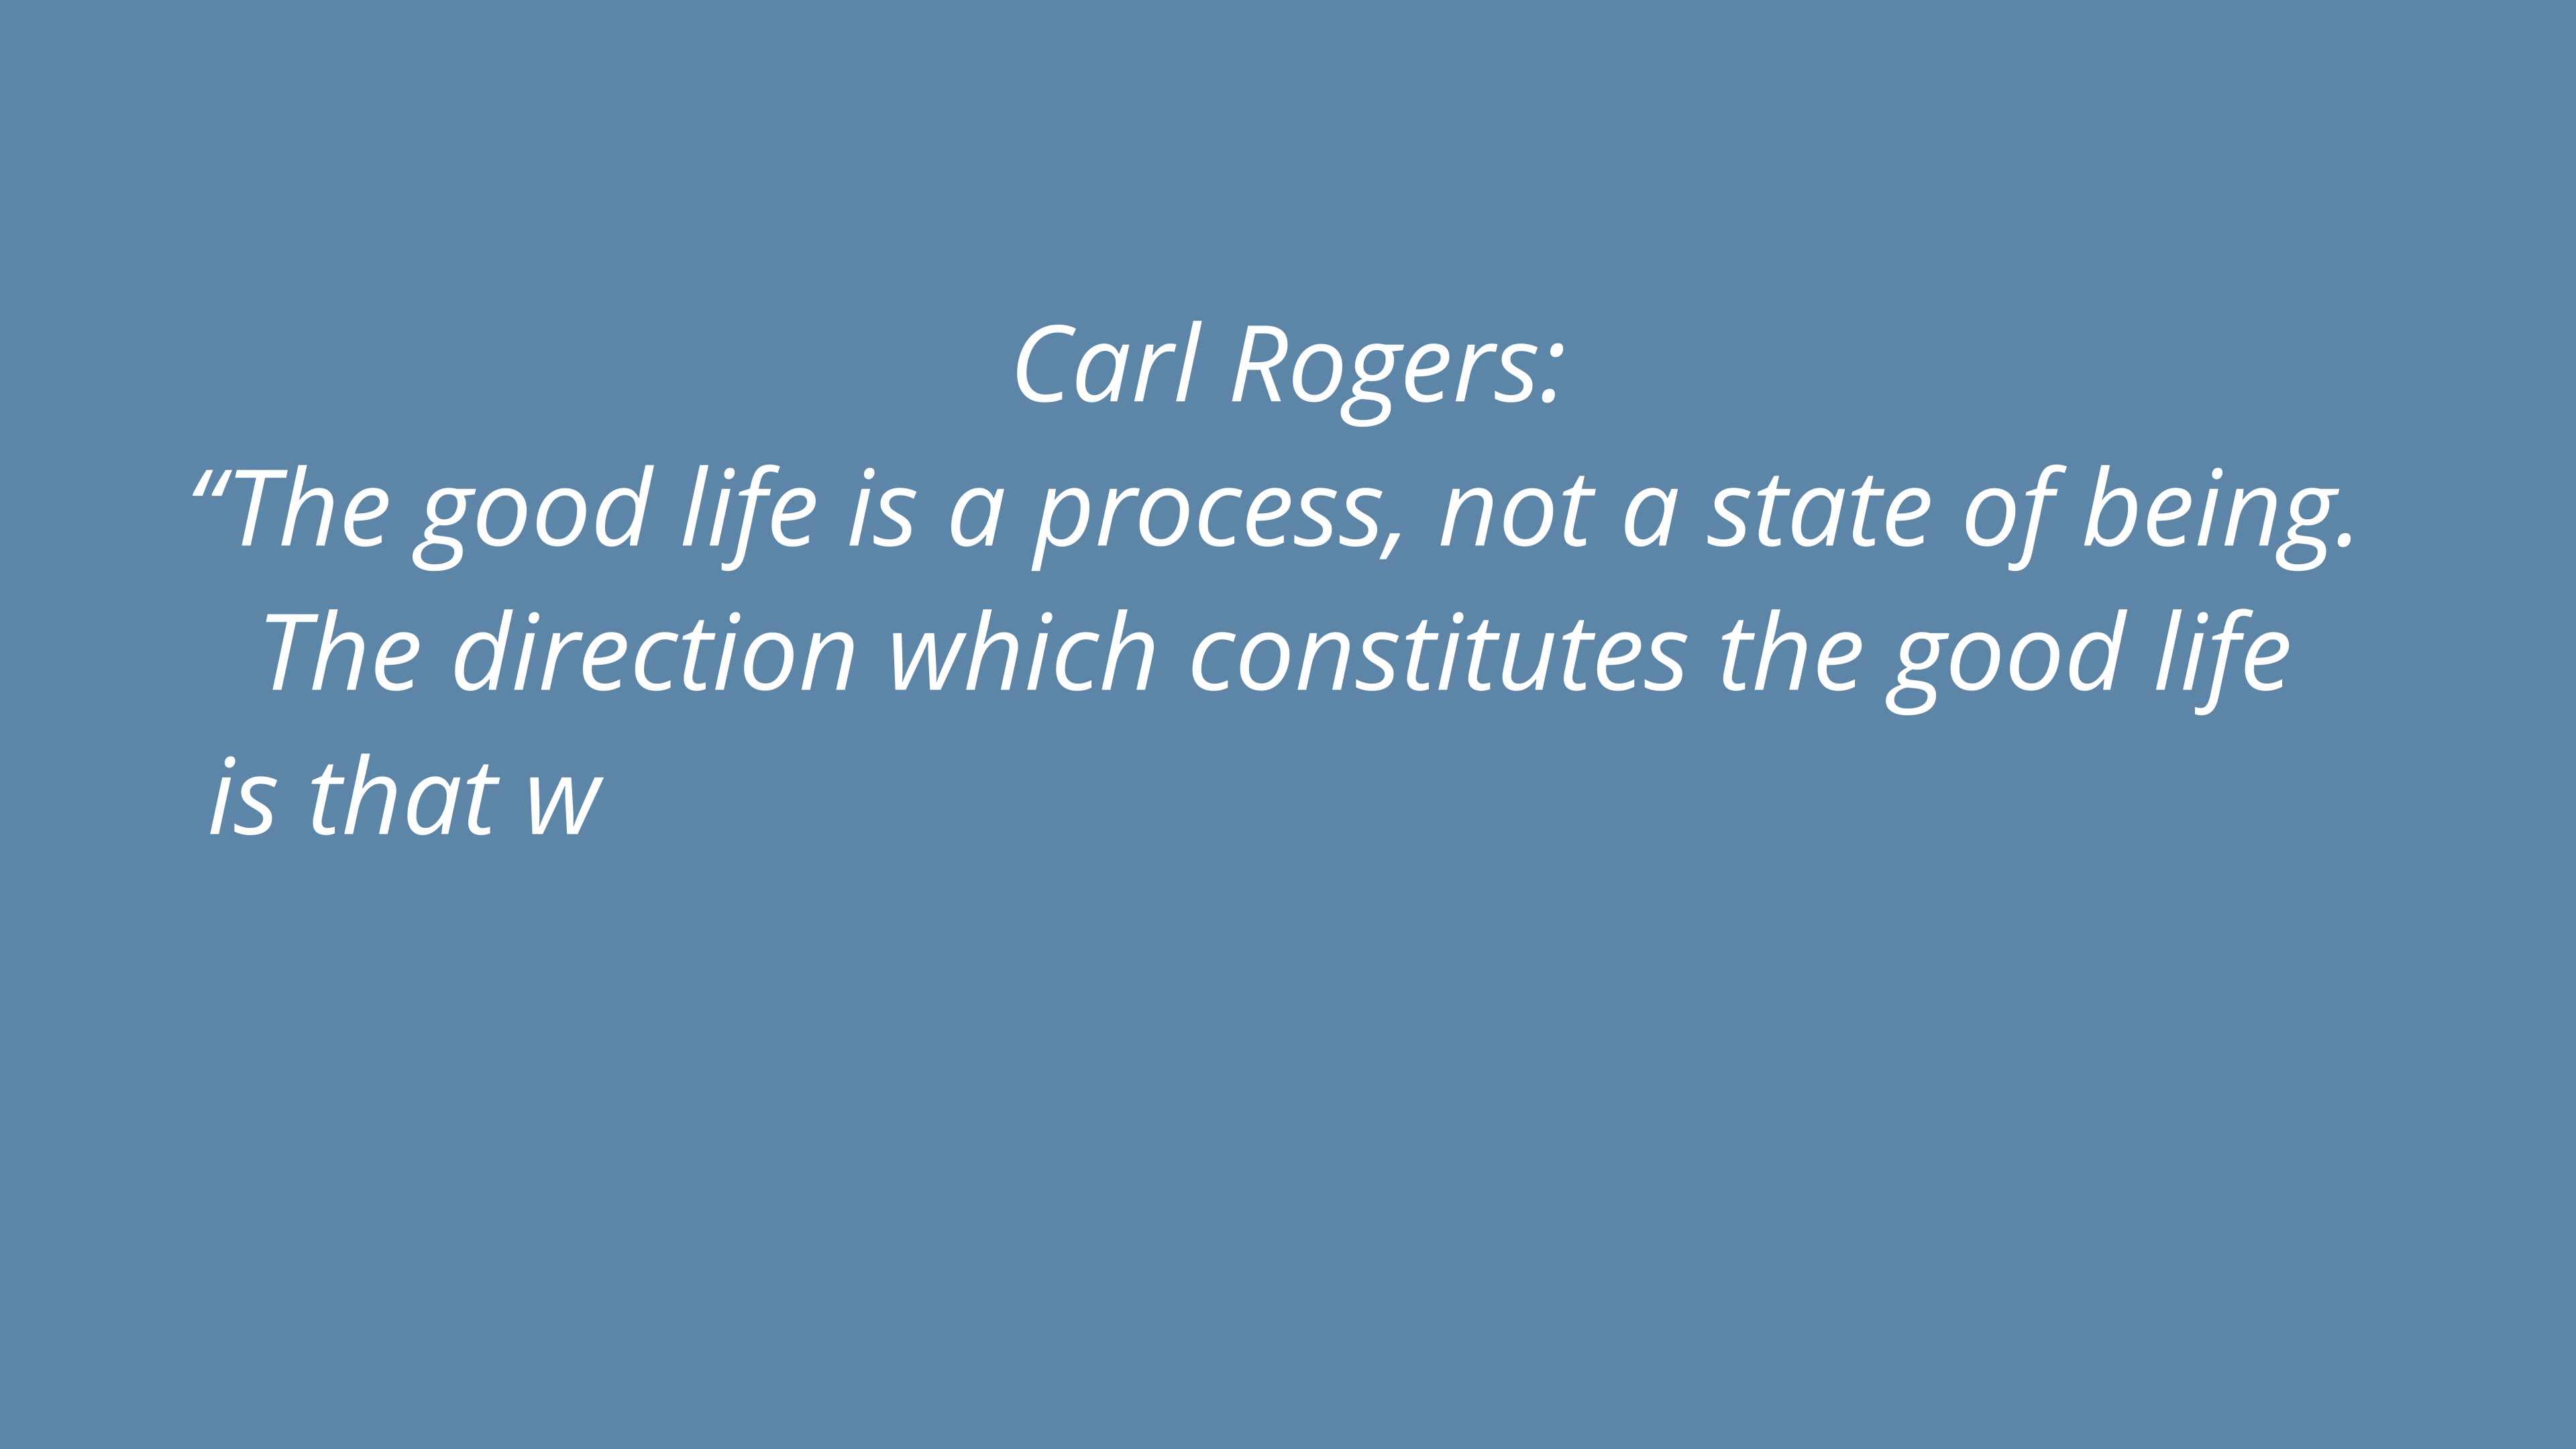 Carl Rogers:
“The good life is a process, not a state of being.
The direction which constitutes the good life
is that w